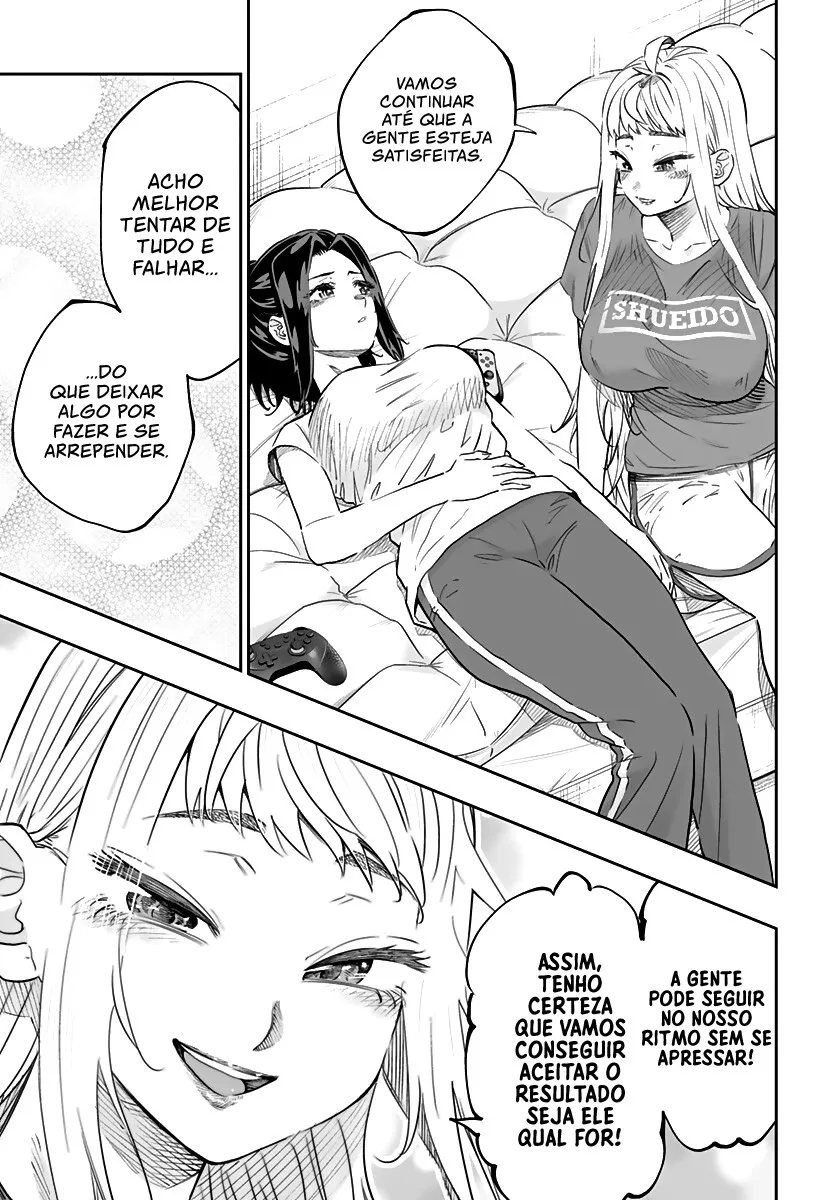 VAMOS
CONTINUAR
ATÉ QUE A
GENTE ESTEJA
SATISFEITAS.
SHUEIDO
ACHO
MELHOR
TENTAR DE
TUDO E
FALHAR...
...DO
QUE DEIXAR
ALGO POR
FAZER E SE
ARREPENDER.
A GENTE
PODE SEGUIR
NO NOSSO
RITMO SEM SE
APRESSAR!
ASSIM,
TENHO
CERTEZA
QUE VAMOS
CONSEGUIR
ACEITAR O
RESULTADO
SEJA ELE
QUAL FOR!